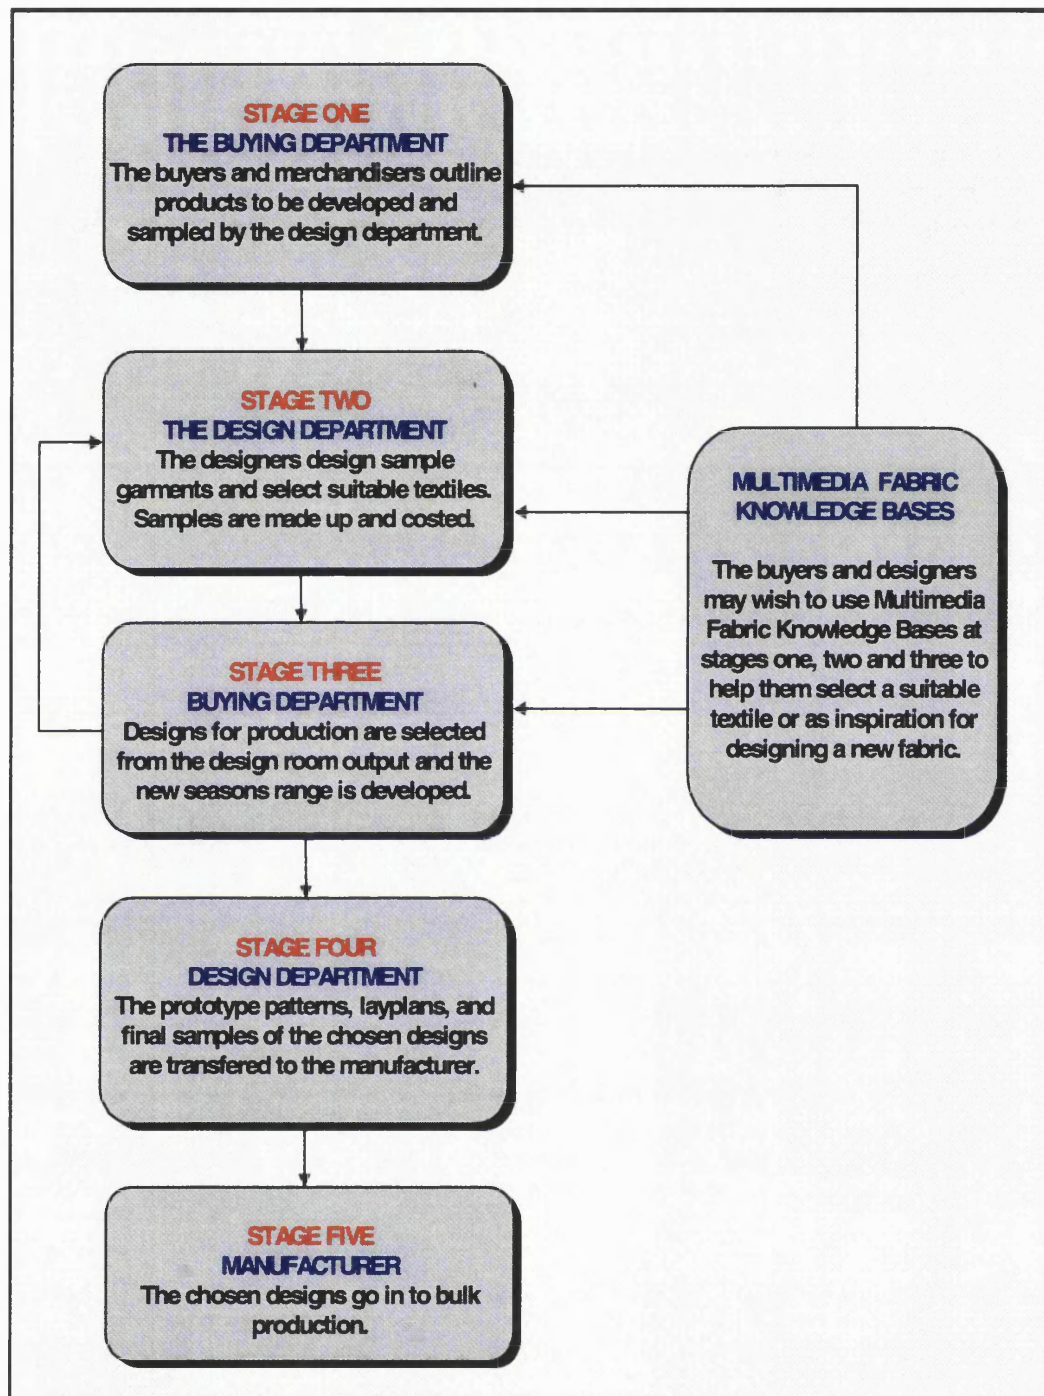 STAGE ONE
THE BUYING DEPARTMENT
The buyers and merchandisers outline
products to be developed and
sampled by the design department.
STAGE TWO
THE DESIGN DEPARTMENT
The designers design sample
garments and select suitable textiles.
Samples are made up and costed.
STAGE THREE
BUYING DEPARTMENT
Designs for production are selected
from the design room output and the
new seasons range is developed.
STAGE FOUR
DESIGN DEPARTMENT
The prototype patterns, layplans, and
final samples of the chosen designs
are transfered to the manufacturer.
STAGE FIVE
MANUFACTURER
The chosen designs go in to bulk
production.
MULTIMEDIA FABRIC
KNOWLEDGE BASES
The buyers and designers
may wish to use Multimedia
Fabric Knowledge Bases at
stages one, two and three to
help them select a suitable
textile or as inspiration for
designing a new fabric.